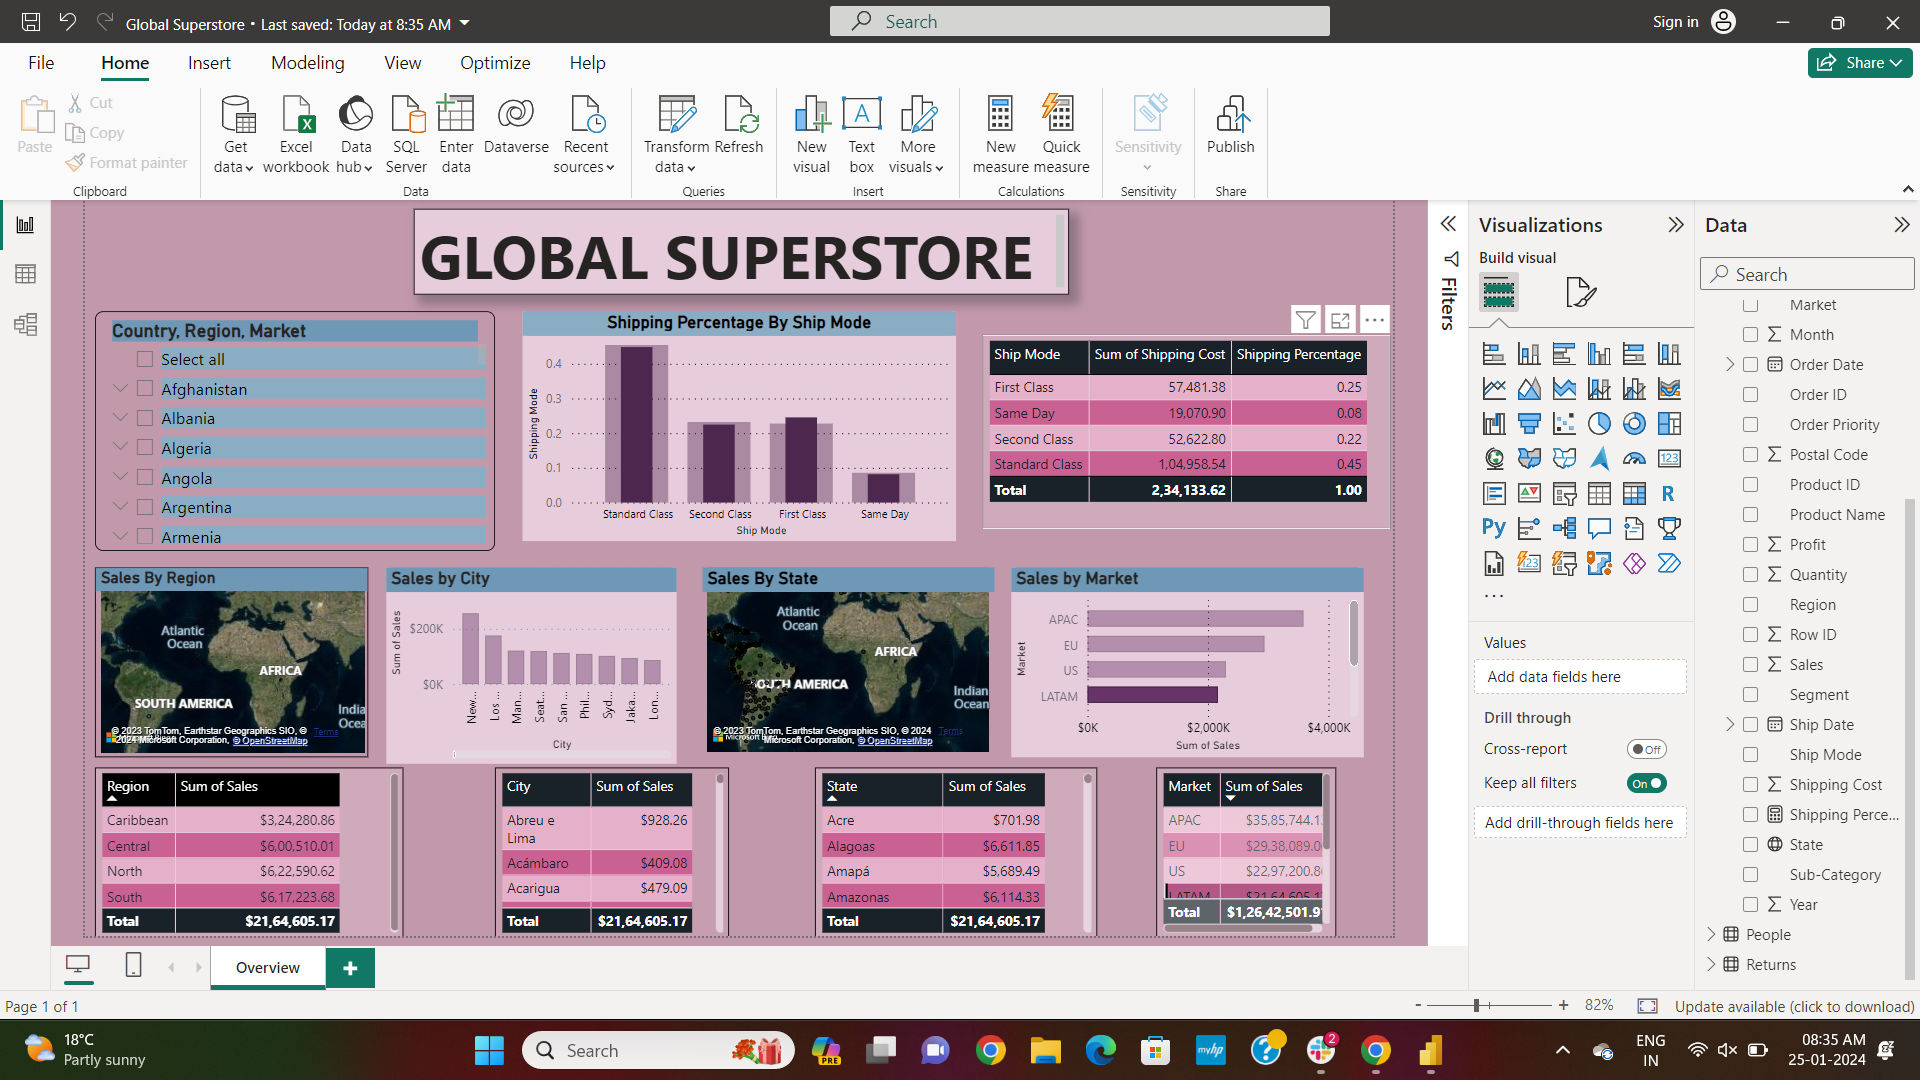 Global Superstore • Last saved: Today at 8:35 AM
Search
Sign in
File
Home
Insert
Modeling
View
Optimize
Help
Share
Paste
Cut
Copy
Format painter
Clipboard
Get data
Excel workbook
Data hub
SQL Server
Enter data
Dataverse
Recent sources
Data
Transform data
Refresh
Queries
New visual
Text box
More visuals
Insert
New measure
Quick measure
Calculations
Sensitivity
Sensitivity
Publish
Share
GLOBAL SUPERSTORE
Country, Region, Market
Select all
Afghanistan
Albania
Algeria
Angola
Argentina
Armenia
Shipping Percentage By Ship Mode
Shipping Mode
0.4
0.3
0.2
0.1
0.0
Standard Class Second Class First Class Same Day
Ship Mode
Ship Mode Sum of Shipping Cost Shipping Percentage
First Class 57,481.38 0.25
Same Day 19,070.90 0.08
Second Class 52,622.80 0.22
Standard Class 1,04,958.54 0.45
Total 2,34,133.62 1.00
Sales By Region
Atlantic Ocean
AFRICA
SOUTH AMERICA
India
Ocea
© 2023 TomTom, Earthstar Geographics SIO, ©
2024 Microsoft Corporation, © OpenStreetMap
Terms
Sales by City
Sum of Sales
$200K
$0K
New... Los ... Man... Seat... San ... Phil... Syd... Jaka... Lon...
City
Sales By State
Atlantic Ocean
AFRICA
AMERICA
Indian
Ocean
© 2023 TomTom, Earthstar Geographics SIO, © 2024
Microsoft Corporation, © OpenStreetMap
Terms
Sales by Market
Market
APAC
EU
US
LATAM
$0K $2,000K $4,000K
Sum of Sales
Region Sum of Sales
Caribbean $3,24,280.86
Central $6,00,510.01
North $6,22,590.62
South $6,17,223.68
Total $21,64,605.17
City Sum of Sales
Abreu e Lima $928.26
Acámbaro $409.08
Acarigua $479.09
Total $21,64,605.17
State Sum of Sales
Acre $701.98
Alagoas $6,611.85
Amapá $5,689.49
Amazonas $6,114.33
Total $21,64,605.17
Market Sum of Sales
APAC $35,85,744.1
EU $29,38,089.0
US $22,97,200.8
LATAM $21,64,605.1
Total $1,26,42,501.9
Filters
Visualizations
Build visual
123
R
Py
123
...
Values
Add data fields here
Drill through
Cross-report
Off
Keep all filters
On
Add drill-through fields here
Data
Search
Market
Month
Order Date
Order ID
Order Priority
Postal Code
Product ID
Product Name
Profit
Quantity
Region
Row ID
Sales
Segment
Ship Date
Ship Mode
Shipping Cost
Shipping Perce...
State
Sub-Category
Year
People
Returns
Overview
Page 1 of 1
- + 82%
Update available (click to download)
18°C
Partly sunny
Search
PRE
myhp
2
ENG
IN
08:35 AM
25-01-2024